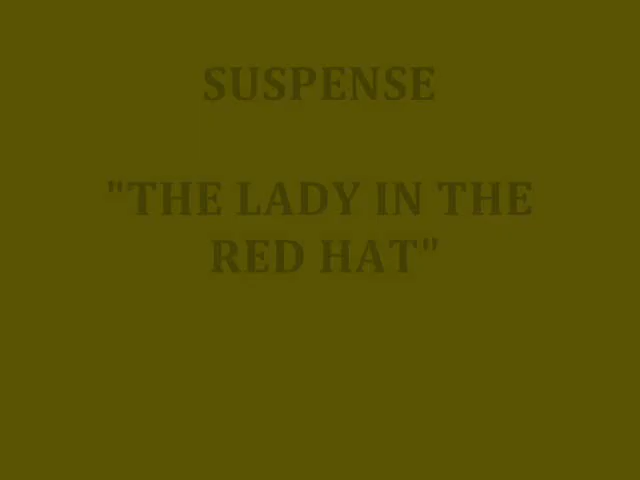 SUSPENSE
"THE LADY IN THE
RED HAT"